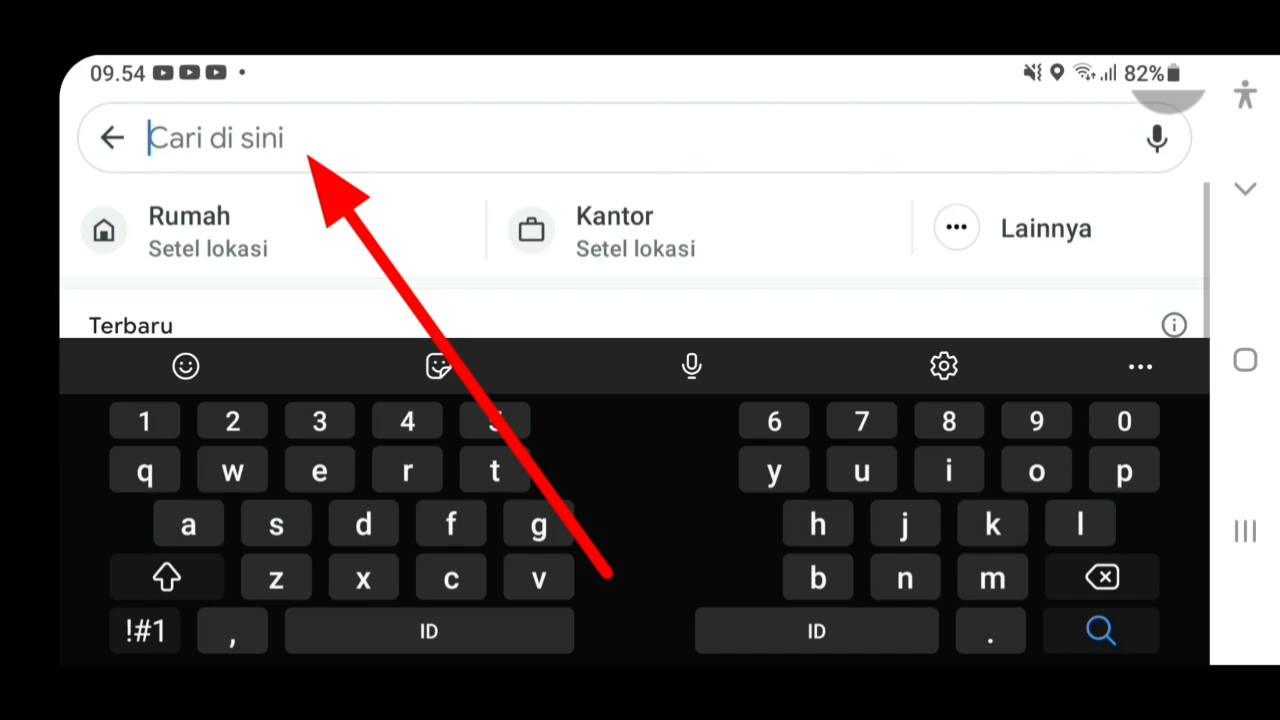 09.54
82%
Cari di sini
Rumah
Setel lokasi
Kantor
Setel lokasi
Lainnya
Terbaru
1 2 3 4 5 6 7 8 9 0
q w e r t y u i o p
a s d f g h j k l
z x c v b n m
!#1 , ID ID .